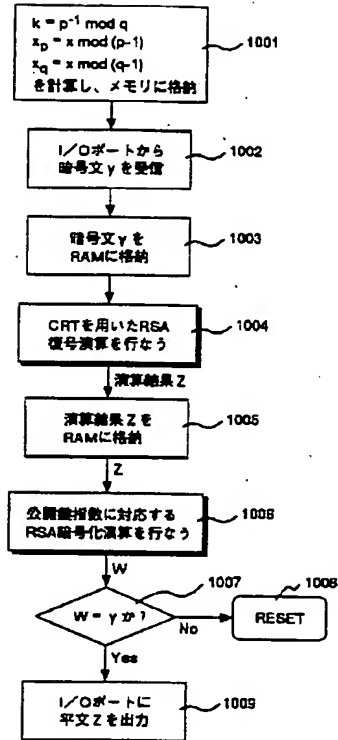 k = p⁻¹ mod q
xp = x mod (p-1)
xq = x mod (q-1)
を計算し、メモリに格納
1001
I/Oポートから
暗号文yを受信
1002
暗号文yを
RAMに格納
1003
CRTを用いたRSA
復号演算を行なう
1004
演算結果Z
演算結果Zを
RAMに格納
1005
Z
公開鍵指数に対応する
RSA暗号化演算を行なう
1006
W
W = yか?
1007
No
RESET
1008
Yes
I/Oポートに
平文Zを出力
1009